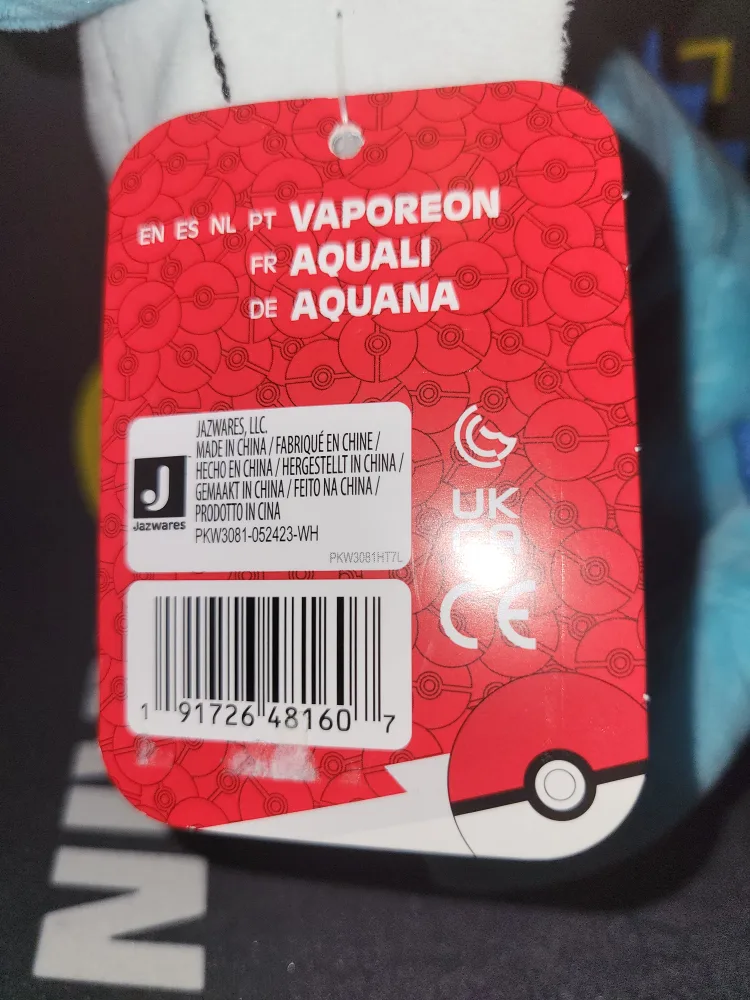 EN ES NL PT VAPOREON
FR AQUALI
DE AQUANA
JAZWARES, LLC.
MADE IN CHINA / FABRIQUÉ EN CHINE /
HECHO EN CHINA / HERGESTELLT IN CHINA /
GEMAAKT IN CHINA / FEITO NA CHINA /
PRODOTTO IN CINA
PKW3081-052423-WH
PKW3081HT7L
J
Jazwares
UK
CA
CE
1 91726 48160 7